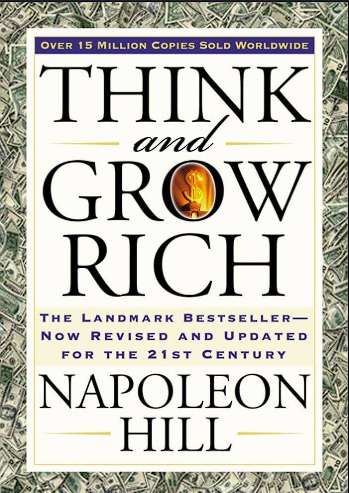 OVER 15 MILLION COPIES SOLD WORLDWIDE
THINK
and
GROW
RICH
THE LANDMARK BESTSELLER—
NOW REVISED AND UPDATED
FOR THE 21ST CENTURY
NAPOLEON
HILL